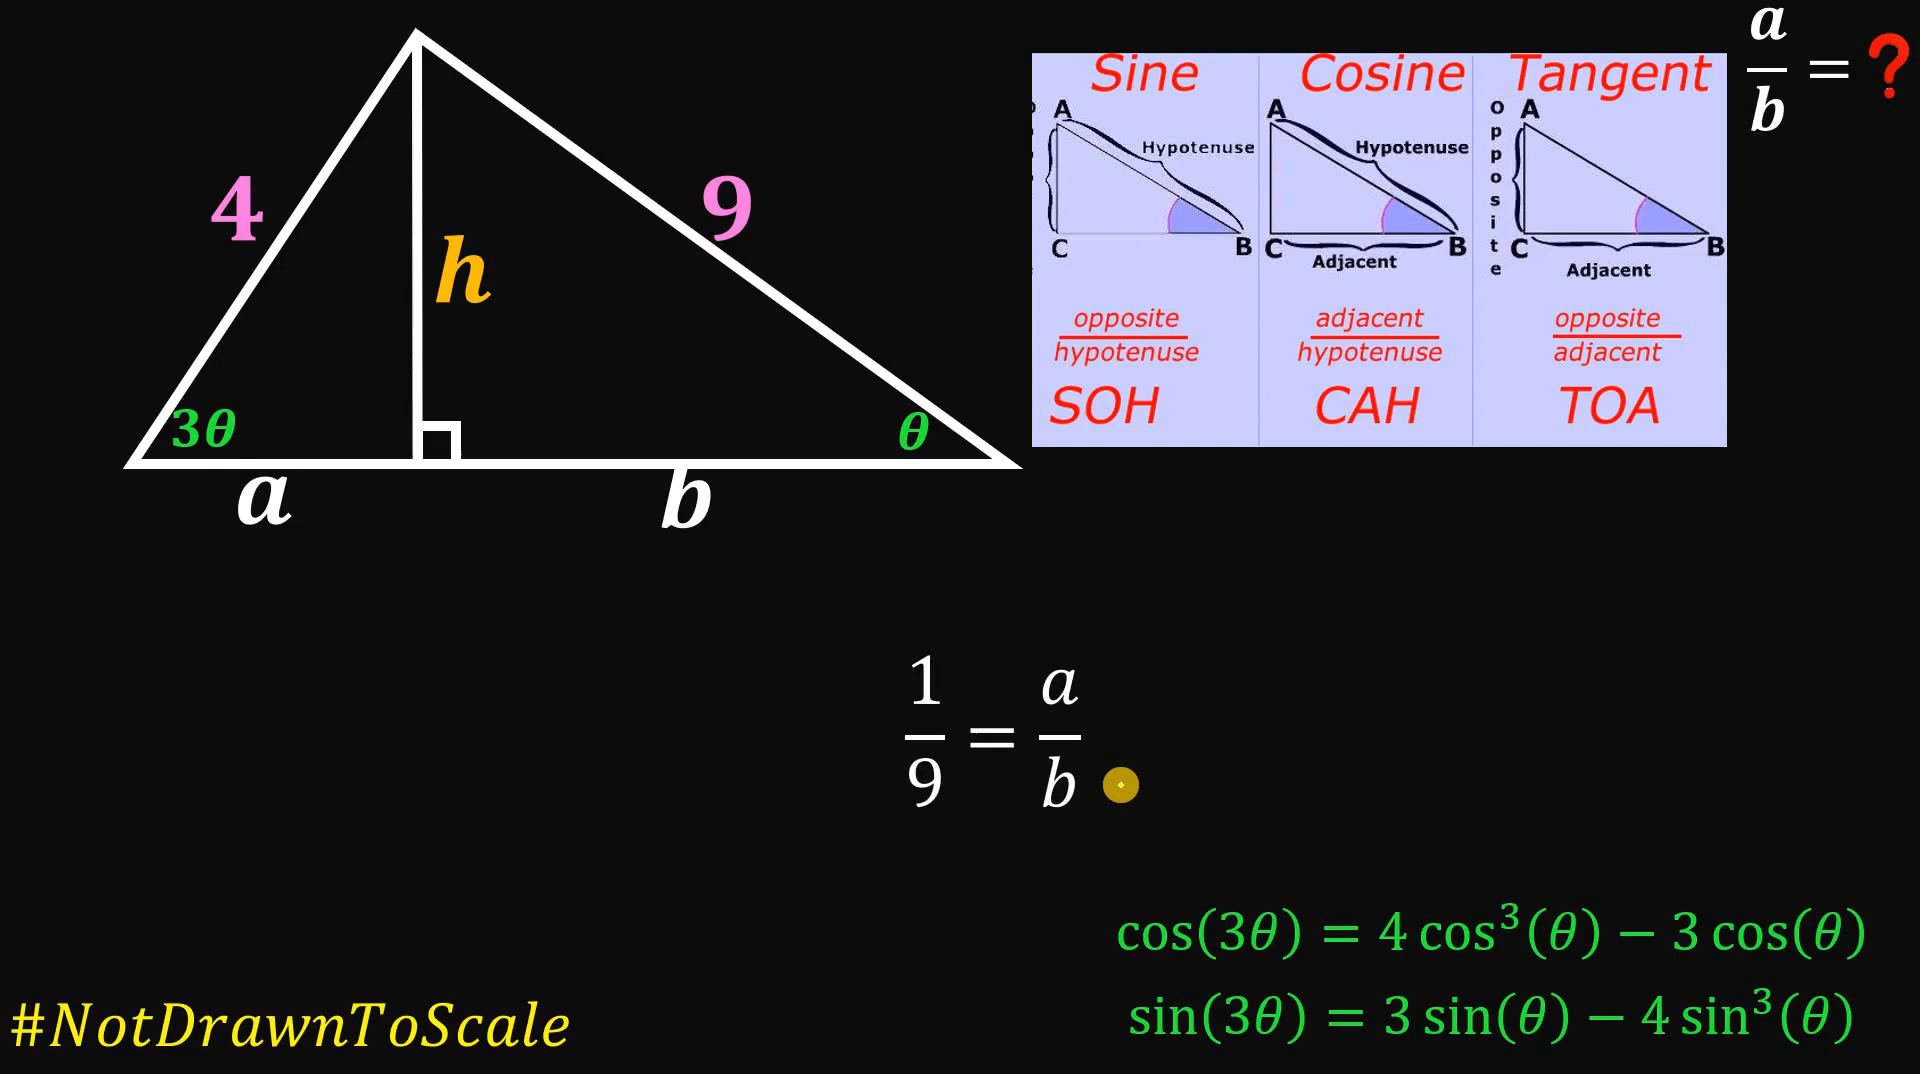 a/b = ❓
4
9
h
3θ
θ
a
b
Sine
Cosine
Tangent
A
Hypotenuse
C
B
A
Hypotenuse
C
B
Adjacent
opposite
A
C
B
Adjacent
opposite/hypotenuse
adjacent/hypotenuse
opposite/adjacent
SOH
CAH
TOA
1/9 = a/b
cos(3θ) = 4 cos³(θ) − 3 cos(θ)
sin(3θ) = 3 sin(θ) − 4 sin³(θ)
#NotDrawnToScale